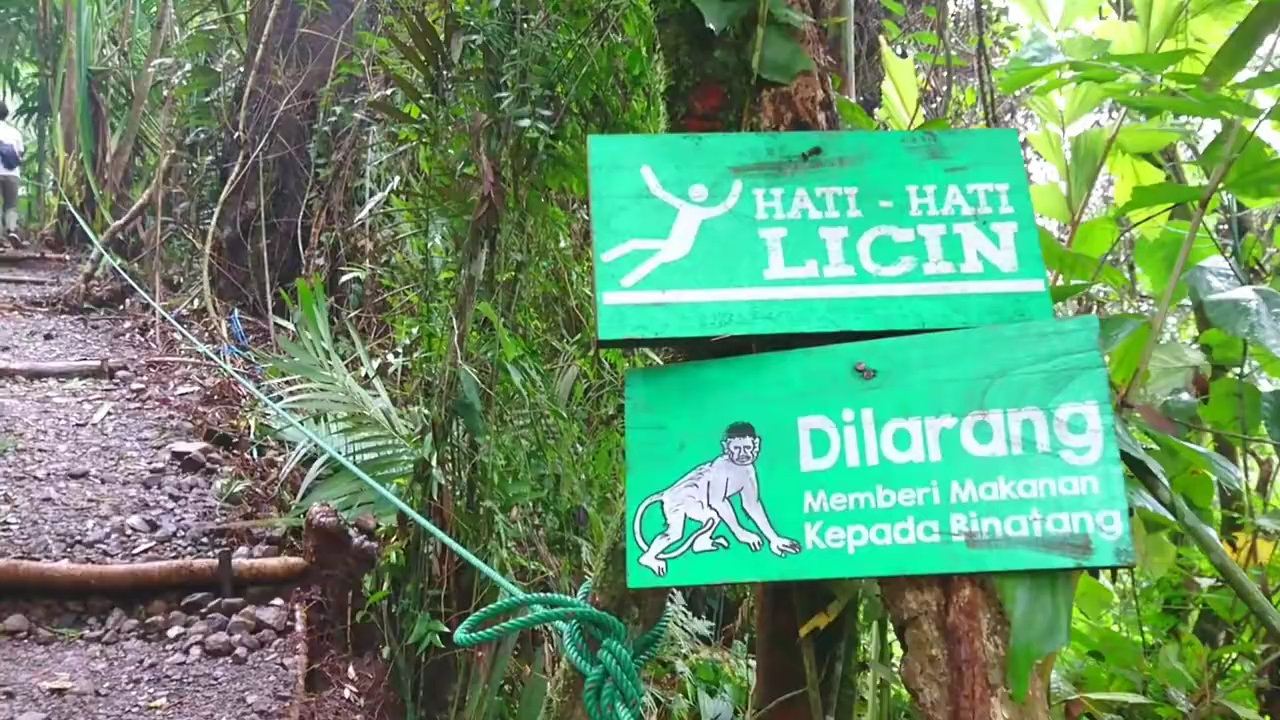 HATI - HATI
LICIN
Dilarang
Memberi Makanan
Kepada Binatang